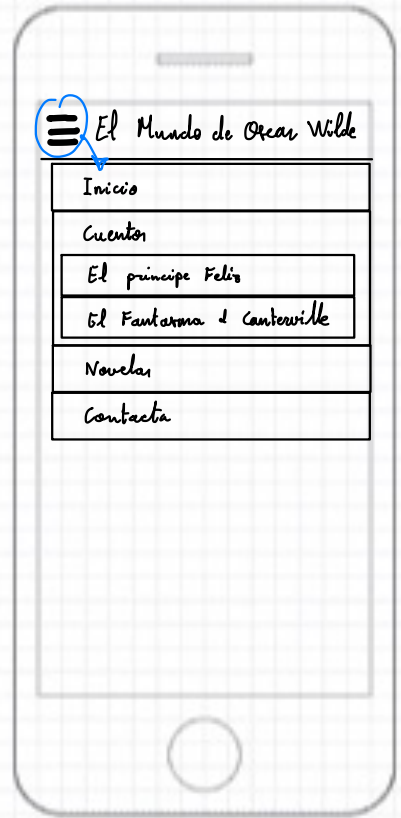 El Mundo de Oscar Wilde
Inicio
Cuentos
El principe Feliz
El Fantasma d Canterville
Novelas
Contacta